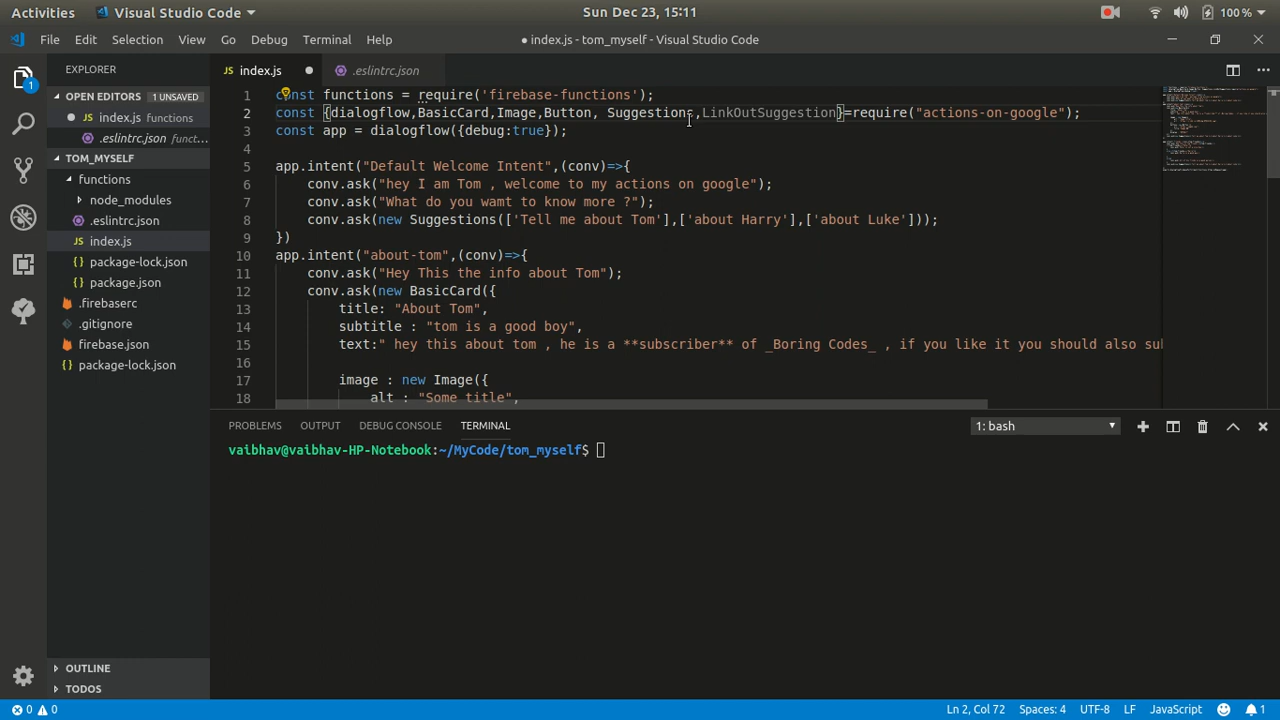 Activities
Visual Studio Code
Sun Dec 23, 15:11
100 %
File Edit Selection View Go Debug Terminal Help
● index.js - tom_myself - Visual Studio Code
EXPLORER
OPEN EDITORS 1 UNSAVED
JS index.js functions
.eslintrc.json funct...
TOM_MYSELF
functions
node_modules
.eslintrc.json
JS index.js
package-lock.json
package.json
.firebaserc
.gitignore
firebase.json
package-lock.json
OUTLINE
TODOS
1
JS index.js
.eslintrc.json
1 const functions = require('firebase-functions');
2 const {dialogflow,BasicCard,Image,Button, Suggestions,LinkOutSuggestion}=require("actions-on-google");
3 const app = dialogflow({debug:true});
4
5 app.intent("Default Welcome Intent",(conv)=>{
6 conv.ask("hey I am Tom , welcome to my actions on google");
7 conv.ask("What do you wamt to know more ?");
8 conv.ask(new Suggestions(['Tell me about Tom'],['about Harry'],['about Luke']));
9 })
10 app.intent("about-tom",(conv)=>{
11 conv.ask("Hey This the info about Tom");
12 conv.ask(new BasicCard({
13 title: "About Tom",
14 subtitle : "tom is a good boy",
15 text:" hey this about tom , he is a **subscriber** of _Boring Codes_ , if you like it you should also su
16
17 image : new Image({
18 alt : "Some title",
PROBLEMS OUTPUT DEBUG CONSOLE TERMINAL
1: bash
vaibhav@vaibhav-HP-Notebook:~/MyCode/tom_myself$
0 0
Ln 2, Col 72 Spaces: 4 UTF-8 LF JavaScript 1